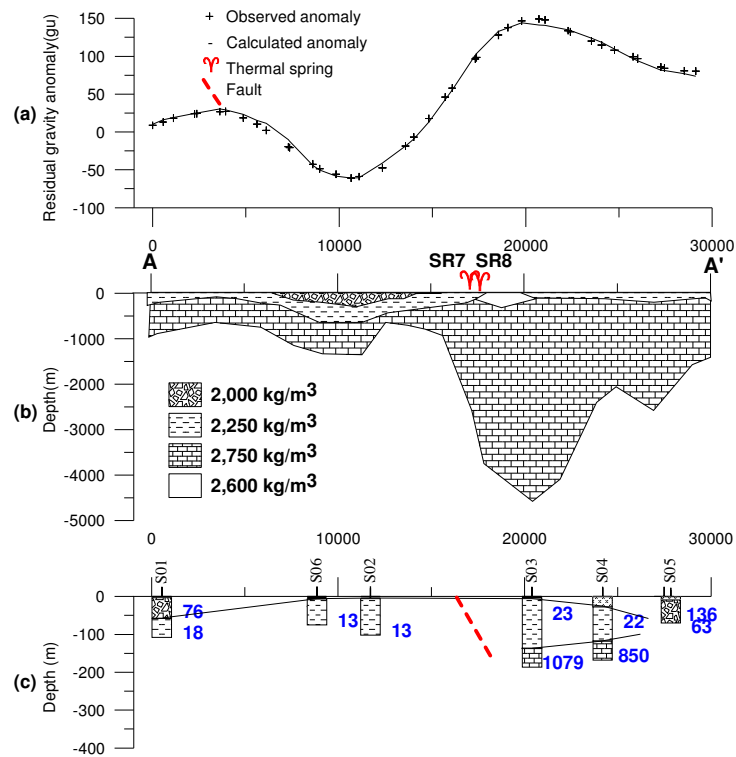 150
+ Observed anomaly
- Calculated anomaly
Thermal spring
Fault
100
50
0
-50
-100
Residual gravity anomaly(gu)
(a)
0 10000 20000 30000
A SR7 SR8 A'
0
-1000
-2000
-3000
-4000
-5000
Depth(m)
(b)
2,000 kg/m³
2,250 kg/m³
2,750 kg/m³
2,600 kg/m³
0 10000 20000 30000
S01 S06 S02 S03 S04 S05
0
-100
-200
-300
-400
Depth (m)
(c)
76 23 22 136
18 13 13 63
1079 850